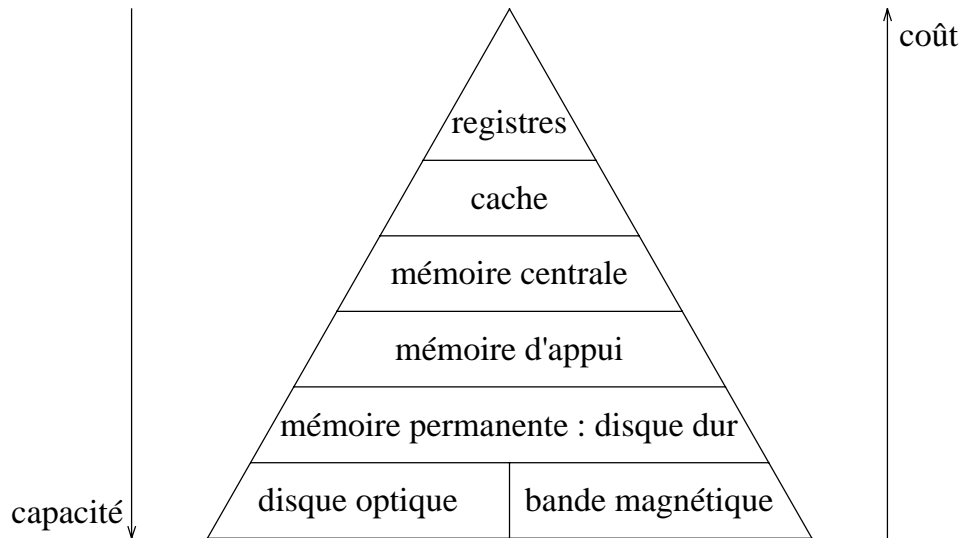 coût
registres
cache
mémoire centrale
mémoire d'appui
mémoire permanente : disque dur
disque optique
bande magnétique
capacité